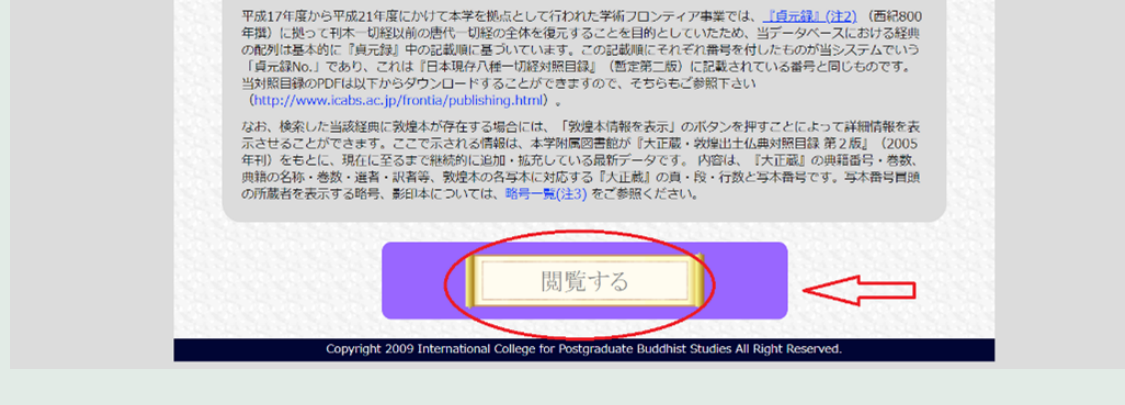 平成17年度から平成21年度にかけて本学を拠点として行われた学術フロンティア事業では、『貞元録』(注2)（西紀800
年撰）に拠って刊本一切経以前の唐代一切経の全体を復元することを目的としていたため、当データベースにおける経典
の配列は基本的に『貞元録』中の記載順に基づいています。この記載順にそれぞれ番号を付したものが当システムでいう
「貞元録No.」であり、これは『日本現存八種一切経対照目録』（暫定第二版）に記載されている番号と同じものです。
当対照目録のPDFは以下からダウンロードすることができますので、そちらもご参照下さい
（http://www.icabs.ac.jp/frontia/publishing.html）。
なお、検索した当該経典に敦煌本が存在する場合には、「敦煌本情報を表示」のボタンを押すことによって詳細情報を表
示させることができます。ここで示される情報は、本学附属図書館が『大正蔵・敦煌出土仏典対照目録 第２版』（2005
年刊）をもとに、現在に至るまで継続的に追加・拡充している最新データです。 内容は、『大正蔵』の典籍番号・巻数、
典籍の名称・巻数・選者・訳者等、敦煌本の各写本に対応する『大正蔵』の頁・段・行数と写本番号です。写本番号冒頭
の所蔵者を表示する略号、影印本については、略号一覧(注3) をご参照ください。
閲覧する
Copyright 2009 International College for Postgraduate Buddhist Studies All Right Reserved.